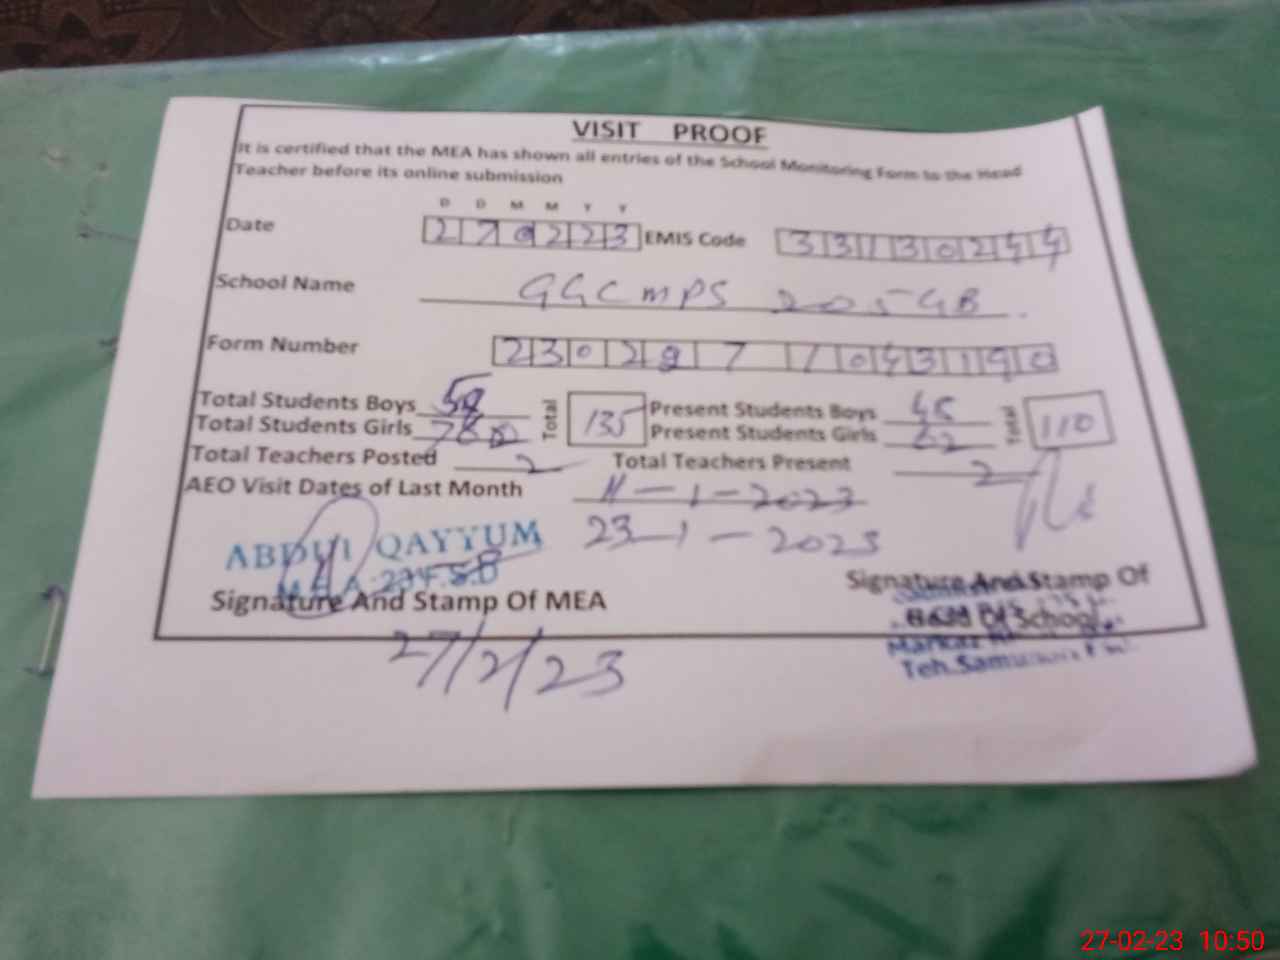 VISIT PROOF
It is certified that the MEA has shown all entries of the School Monitoring Form to the Head
Teacher before its online submission
D D M M Y Y
Date 270223 EMIS Code 33130244
School Name GGCMPS 205GB
Form Number
Total Students Boys Total 135 Present Students Boys 48 Total 110
Total Students Girls Present Students Girls 62
Total Teachers Posted 2 Total Teachers Present 2
AEO Visit Dates of Last Month 11-1-2023
23-1-2023
ABDUL QAYYUM
Signature And Stamp Of MEA
Signature And Stamp Of
Head Of School
Markaz
Teh.
27/2/23
27-02-23 10:50